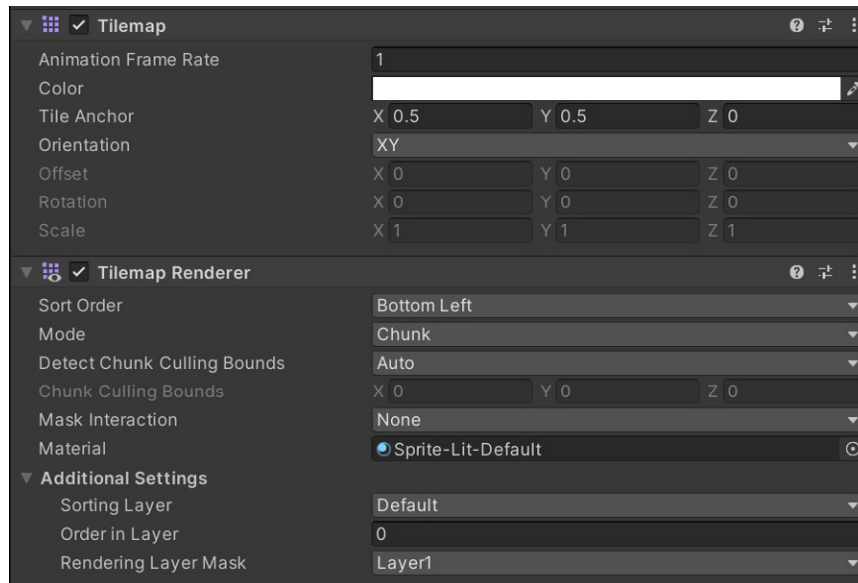 Tilemap
Animation Frame Rate 1
Color
Tile Anchor X 0.5 Y 0.5 Z 0
Orientation XY
Offset X 0 Y 0 Z 0
Rotation X 0 Y 0 Z 0
Scale X 1 Y 1 Z 1
Tilemap Renderer
Sort Order Bottom Left
Mode Chunk
Detect Chunk Culling Bounds Auto
Chunk Culling Bounds X 0 Y 0 Z 0
Mask Interaction None
Material Sprite-Lit-Default
Additional Settings
Sorting Layer Default
Order in Layer 0
Rendering Layer Mask Layer1